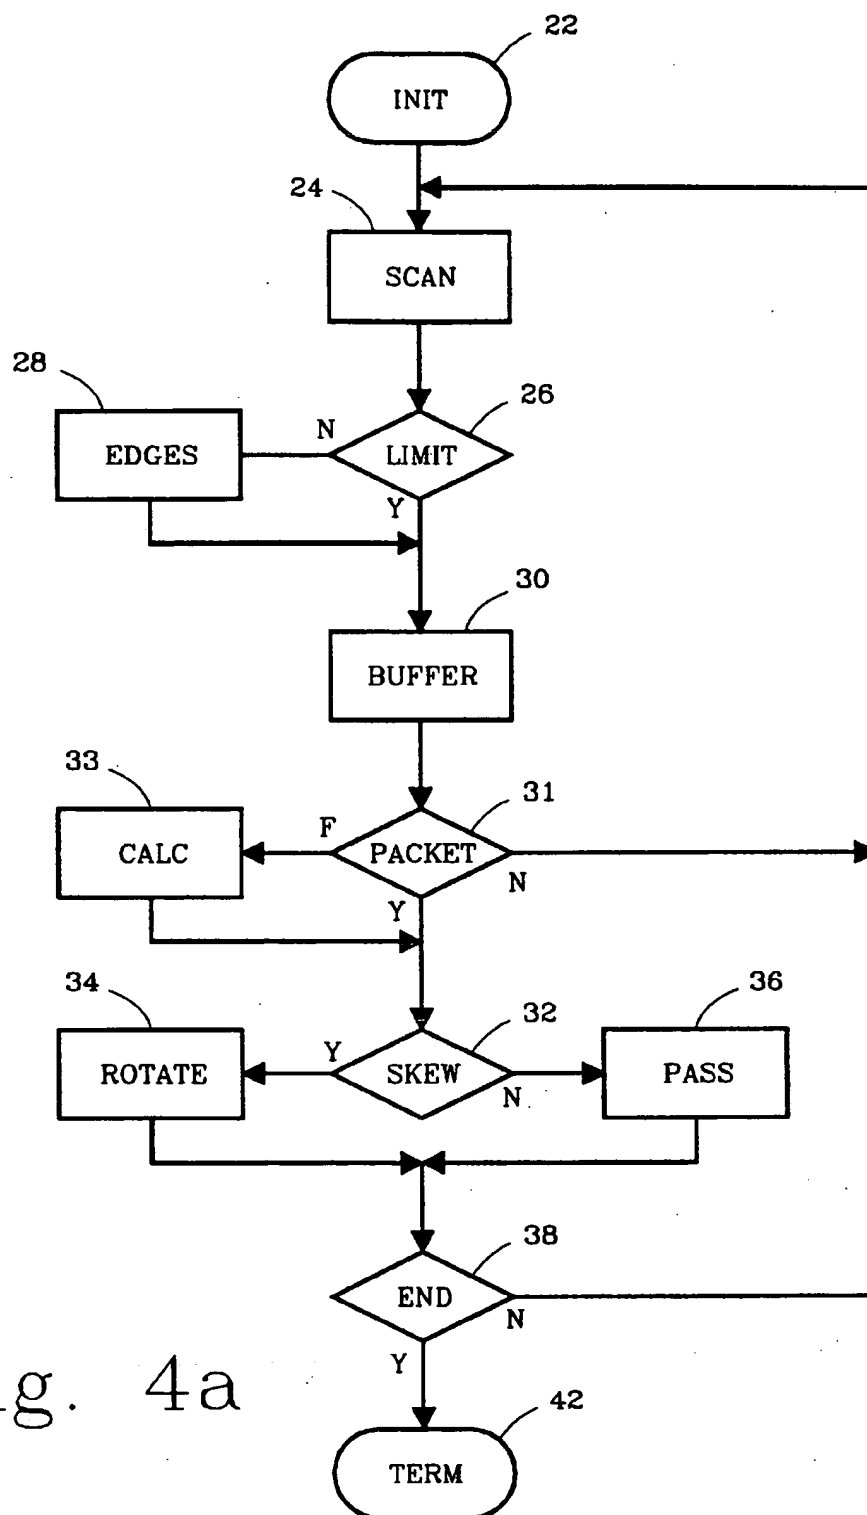 22
INIT
24
SCAN
28
26
N
EDGES
LIMIT
Y
30
BUFFER
33
31
F
CALC
PACKET
N
Y
34
32
36
Y
ROTATE
SKEW
PASS
N
38
END
N
Y
g. 4a
42
TERM